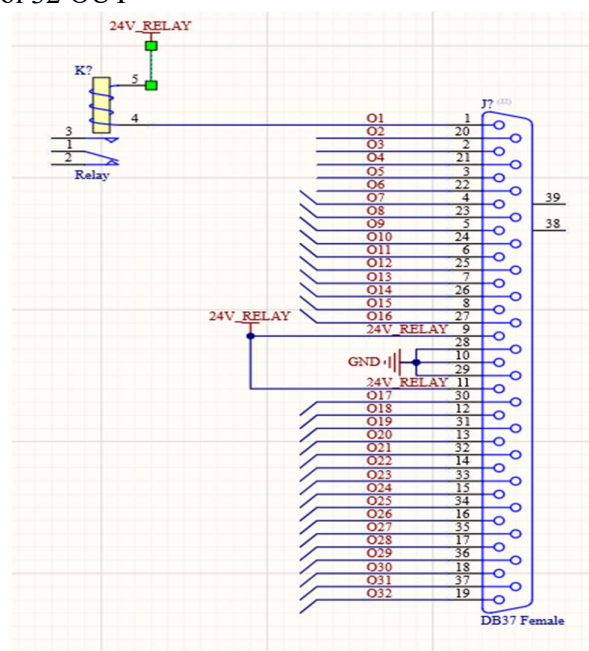 of 32 OUT
24V_RELAY
K?
5
4
3
1
2
Relay
J? (J2)
O1 1
O2 20
O3 2
O4 21
O5 3
O6 22
O7 4
O8 23
O9 5
O10 24
O11 6
O12 25
O13 7
O14 26
O15 8
O16 27
24V_RELAY
24V_RELAY 9
28
GND 10
29
24V_RELAY 11
O17 30
O18 12
O19 31
O20 13
O21 32
O22 14
O23 33
O24 15
O25 34
O26 16
O27 35
O28 17
O29 36
O30 18
O31 37
O32 19
39
38
DB37 Female